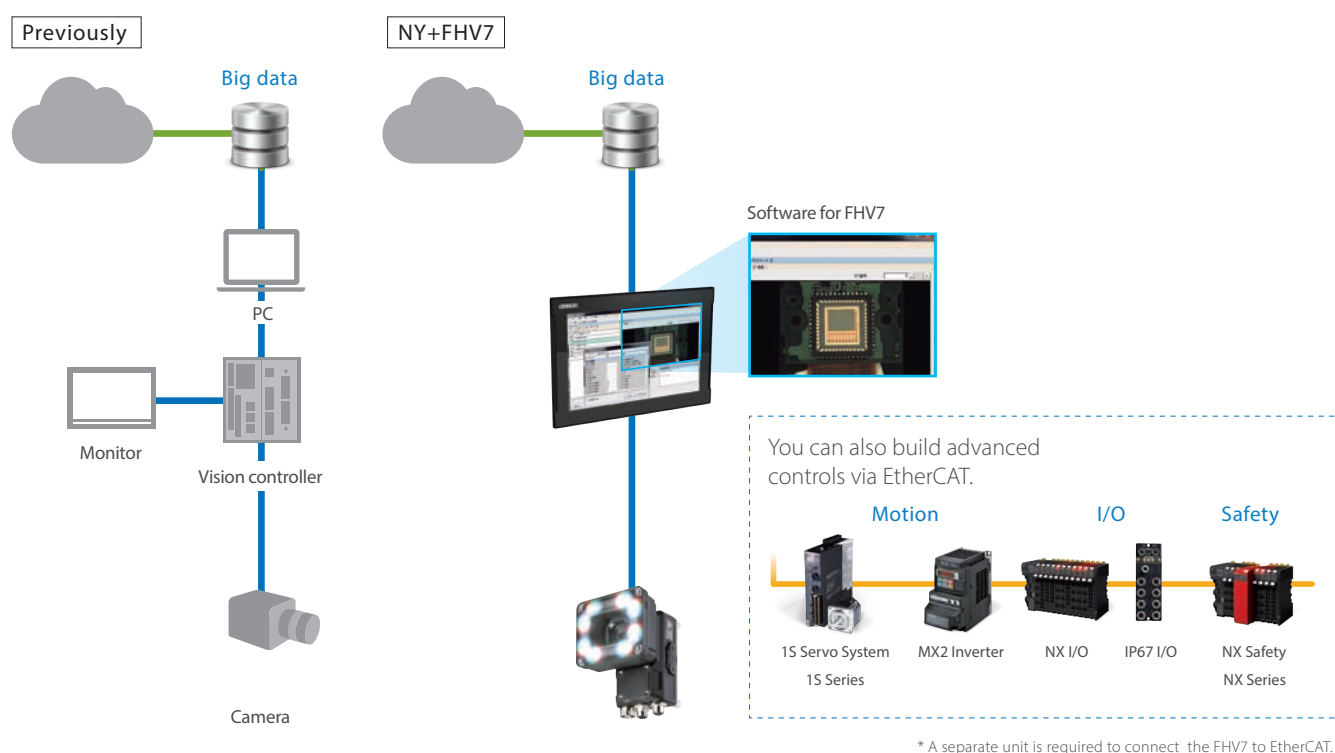 Previously
NY+FHV7
Big data
Big data
Software for FHV7
OMRON
PC
Monitor
Vision controller
Camera
You can also build advanced
controls via EtherCAT.
Motion
I/O
Safety
1S Servo System
1S Series
MX2 Inverter
NX I/O
IP67 I/O
NX Safety
NX Series
* A separate unit is required to connect the FHV7 to EtherCAT.